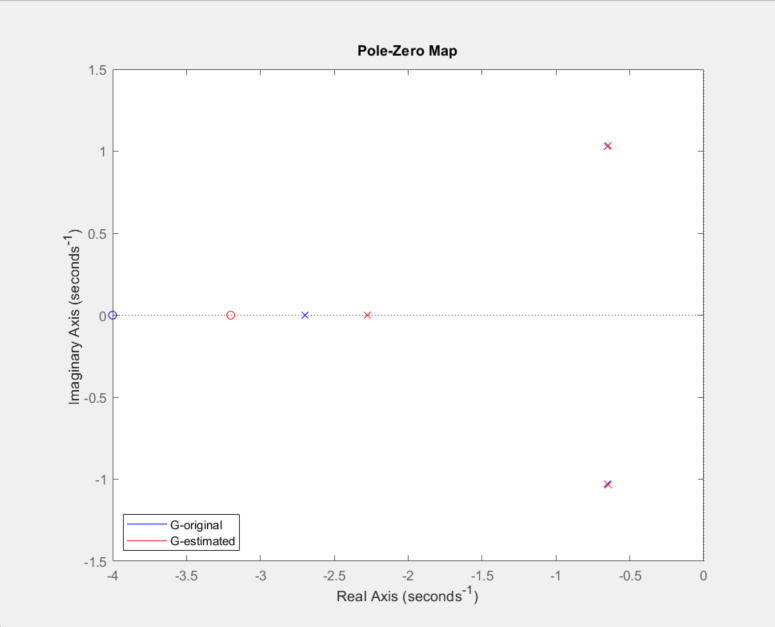 Pole-Zero Map
1.5
1
0.5
0
-0.5
-1
-1.5
Imaginary Axis (seconds⁻¹)
G-original
G-estimated
-4 -3.5 -3 -2.5 -2 -1.5 -1 -0.5 0
Real Axis (seconds⁻¹)